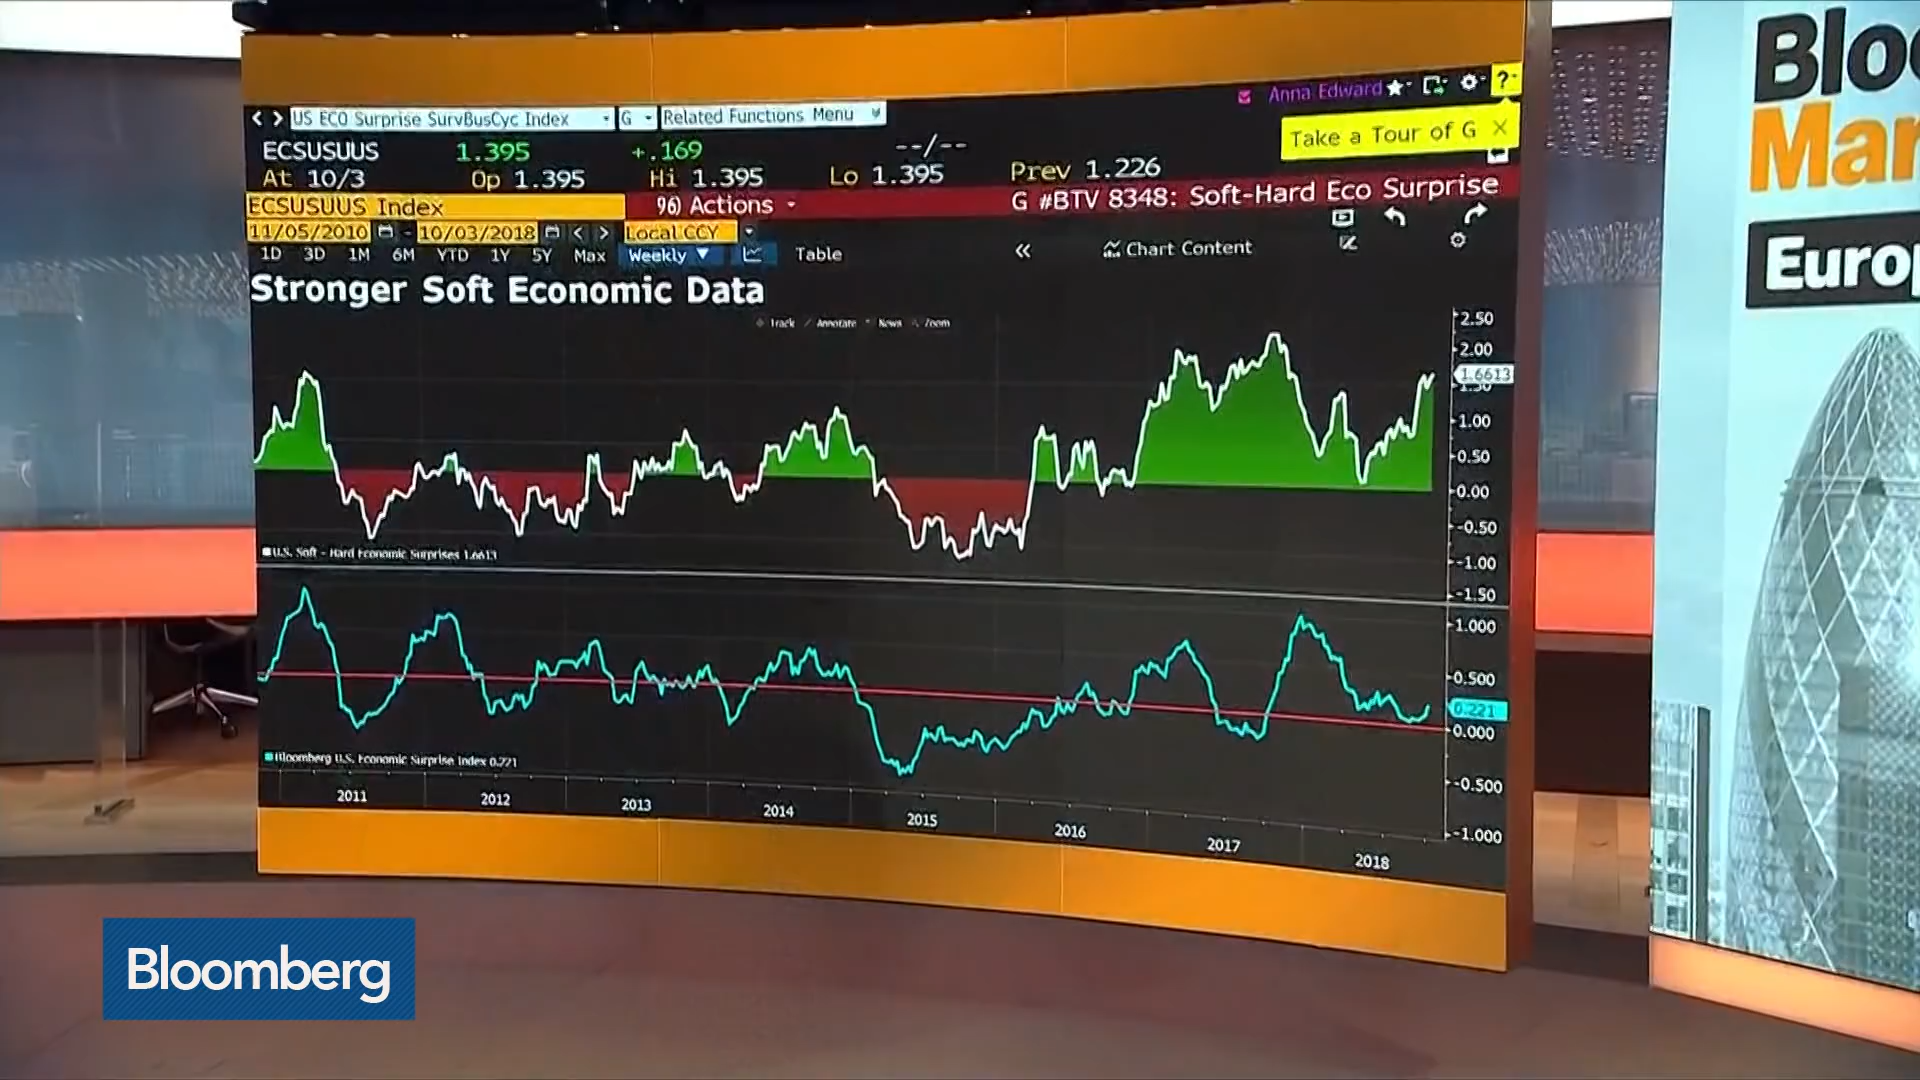 US ECO Surprise SurvBusCyc Index G Related Functions Menu
Anna Edward
?
Take a Tour of G X
ECSUSUUS 1.395 +.169 --/--
At 10/3 Op 1.395 Hi 1.395 Lo 1.395 Prev 1.226
ECSUSUUS Index 96) Actions G #BTV 8348: Soft-Hard Eco Surprise
11/05/2010 - 10/03/2018 Local CCY
1D 3D 1M 6M YTD 1Y 5Y Max Weekly Table « Chart Content
Stronger Soft Economic Data
Track Annotate News Zoom
2.50
2.00
1.6613
1.50
1.00
0.50
0.00
-0.50
-1.00
-1.50
U.S. Soft - Hard Economic Surprises 1.6613
1.000
0.500
0.221
0.000
-0.500
-1.000
Bloomberg U.S. Economic Surprise Index 0.221
2011 2012 2013 2014 2015 2016 2017 2018
Bloomberg
Bloo
Mar
Europ